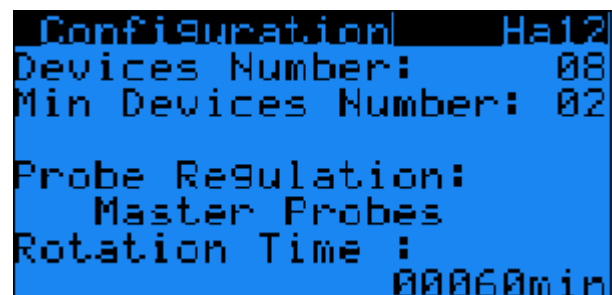 Configuration Ha12
Devices Number: 08
Min Devices Number: 02
Probe Regulation:
Master Probes
Rotation Time :
00060min